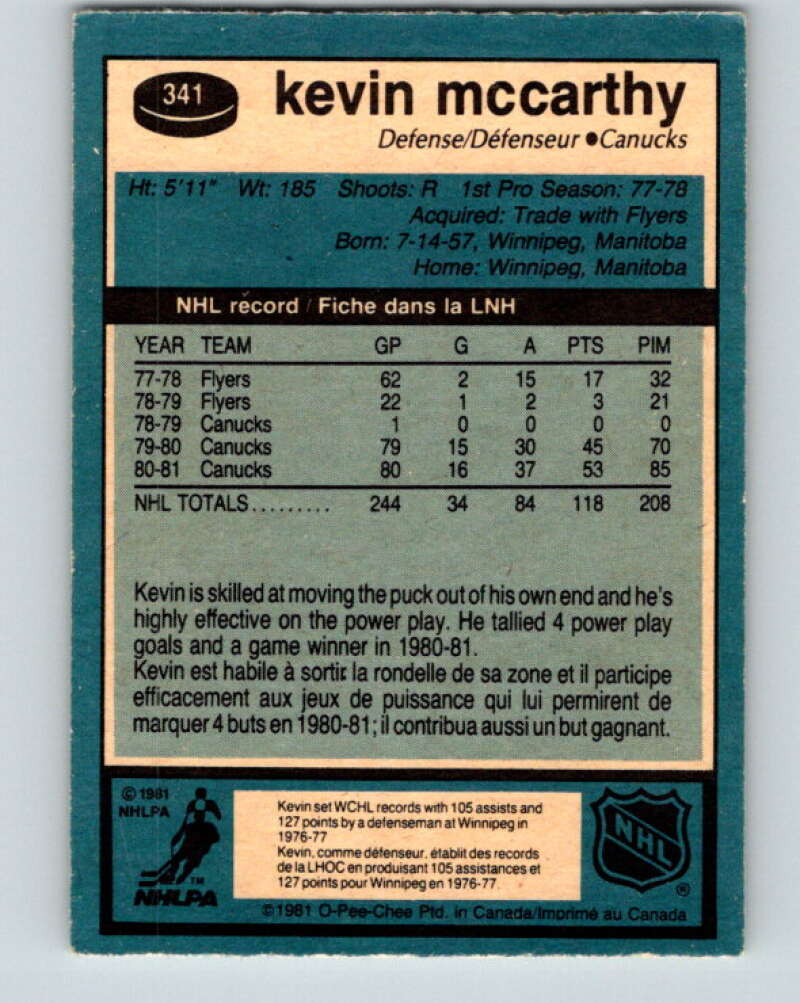 341
kevin mccarthy
Defense/Défenseur ●Canucks
Ht: 5'11" Wt: 185 Shoots: R 1st Pro Season: 77-78
Acquired: Trade with Flyers
Born: 7-14-57, Winnipeg, Manitoba
Home: Winnipeg, Manitoba
NHL record / Fiche dans la LNH
YEAR TEAM GP G A PTS PIM
77-78 Flyers 62 2 15 17 32
78-79 Flyers 22 1 2 3 21
78-79 Canucks 1 0 0 0 0
79-80 Canucks 79 15 30 45 70
80-81 Canucks 80 16 37 53 85
NHL TOTALS......... 244 34 84 118 208
Kevin is skilled at moving the puck out of his own end and he's
highly effective on the power play. He tallied 4 power play
goals and a game winner in 1980-81.
Kevin est habile à sortir la rondelle de sa zone et il participe
efficacement aux jeux de puissance qui lui permirent de
marquer 4 buts en 1980-81; il contribua aussi un but gagnant.
© 1981
NHLPA
TM
NHLPA
Kevin set WCHL records with 105 assists and
127 points by a defenseman at Winnipeg in
1976-77
Kevin, comme défenseur, établit des records
de la LHOC en produisant 105 assistances et
127 points pour Winnipeg en 1976-77.
NHL
®
© 1981 O-Pee-Chee Ptd. in Canada/Imprimé au Canada